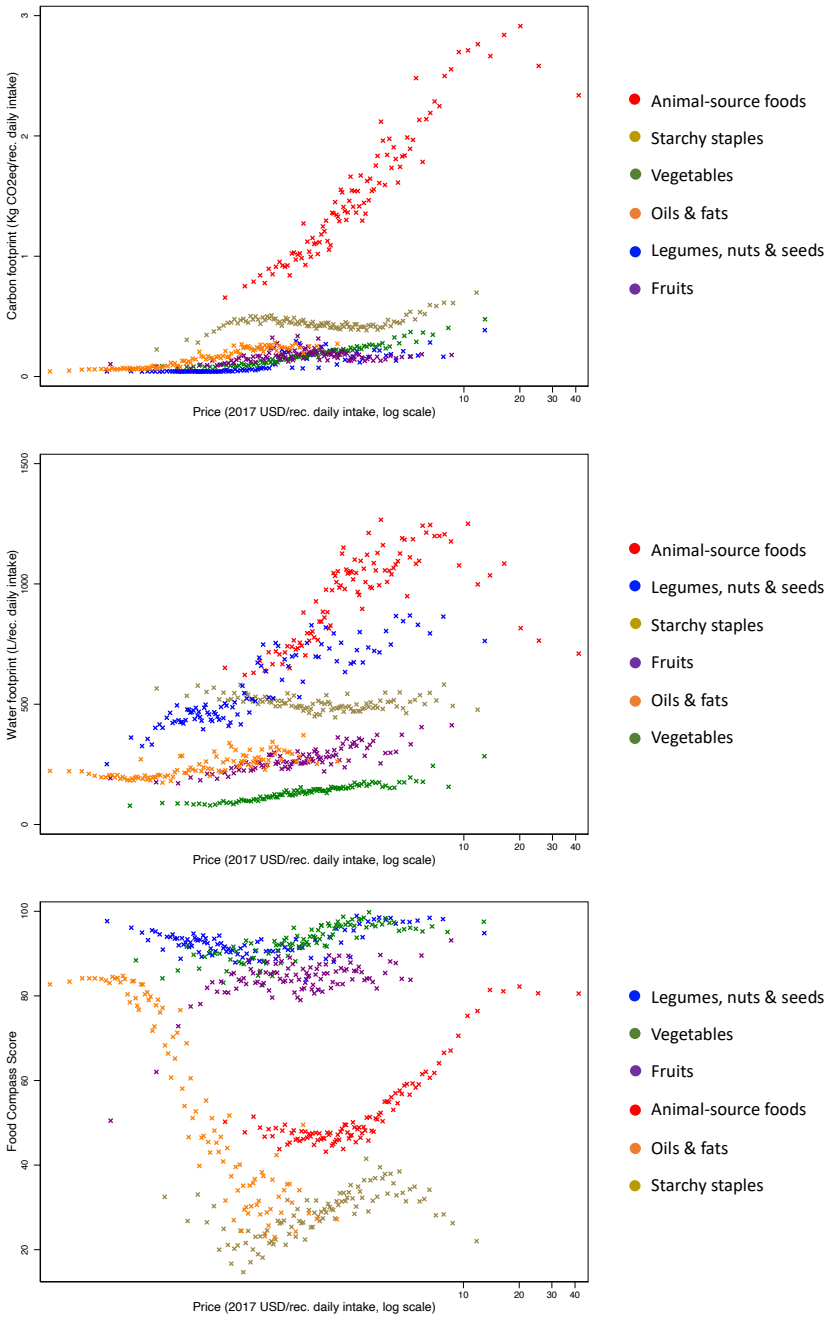 Carbon footprint (Kg CO2eq/rec. daily intake)
3
2
1
0
10
20
30
40
Price (2017 USD/rec. daily intake, log scale)
Animal-source foods
Starchy staples
Vegetables
Oils & fats
Legumes, nuts & seeds
Fruits
Water footprint (L/rec. daily intake)
1500
1000
500
0
10
20
30
40
Price (2017 USD/rec. daily intake, log scale)
Animal-source foods
Legumes, nuts & seeds
Starchy staples
Fruits
Oils & fats
Vegetables
Food Compass Score
100
80
60
40
20
10
20
30
40
Price (2017 USD/rec. daily intake, log scale)
Legumes, nuts & seeds
Vegetables
Fruits
Animal-source foods
Oils & fats
Starchy staples